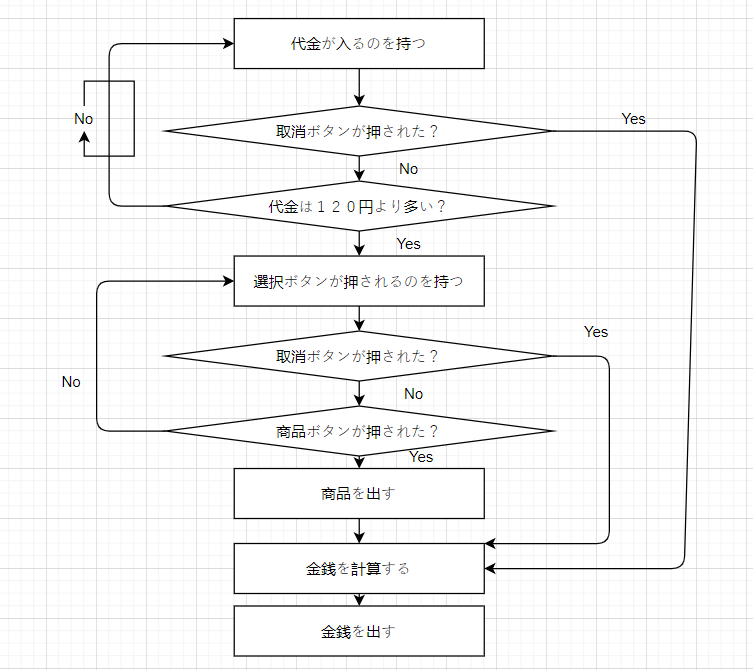 代金が入るのを持つ
No
取消ボタンが押された？
Yes
No
代金は１２０円より多い？
Yes
選択ボタンが押されるのを持つ
Yes
取消ボタンが押された？
No
No
商品ボタンが押された？
Yes
商品を出す
金銭を計算する
金銭を出す